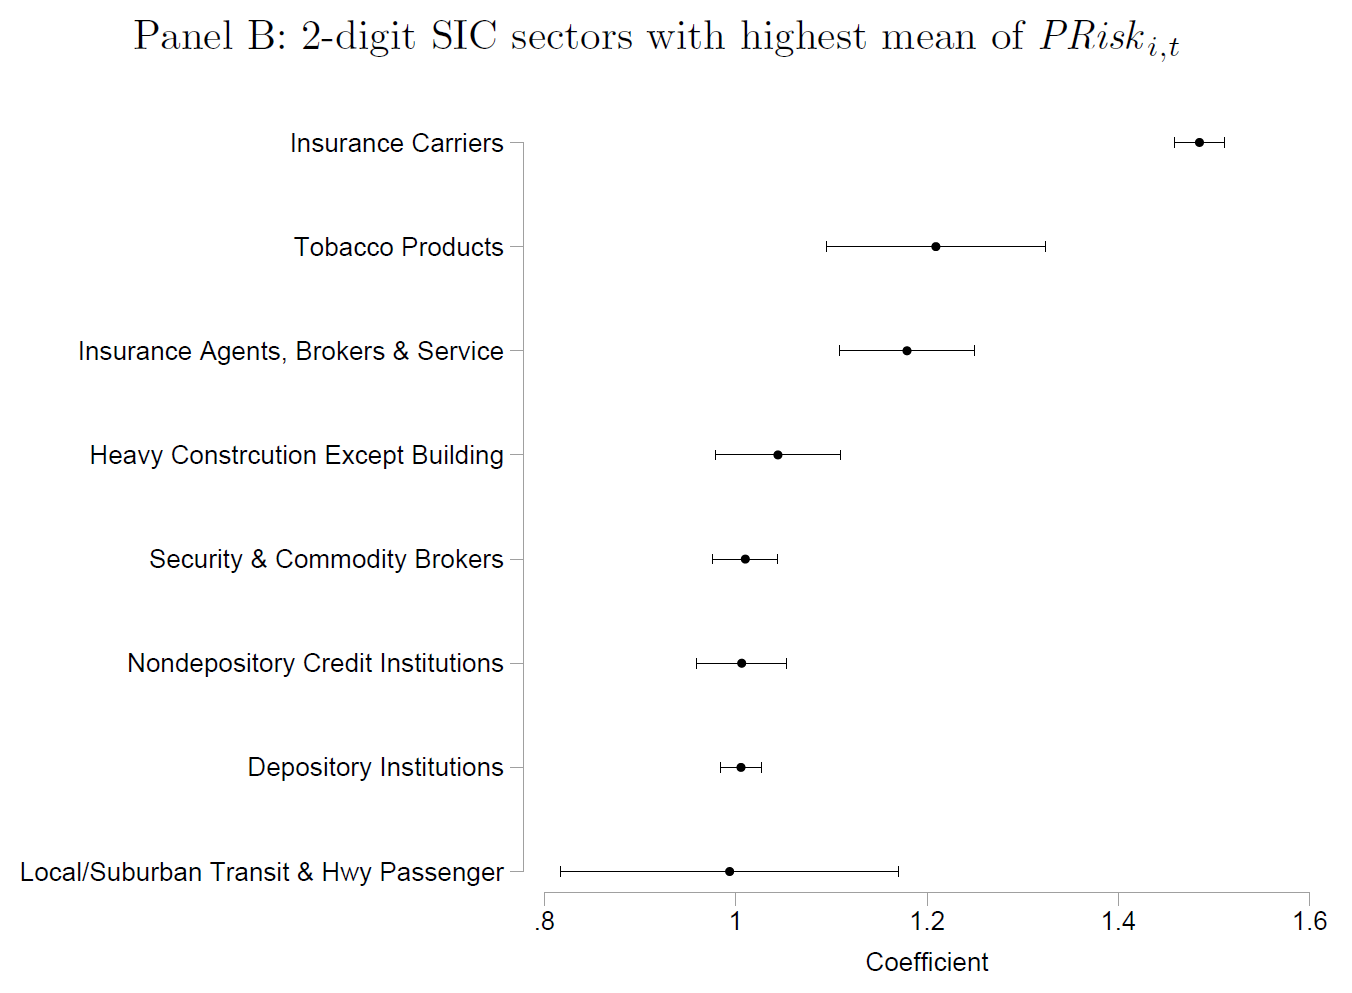 Panel B: 2-digit SIC sectors with highest mean of PRisk_{i,t}
Insurance Carriers
Tobacco Products
Insurance Agents, Brokers & Service
Heavy Constrcution Except Building
Security & Commodity Brokers
Nondepository Credit Institutions
Depository Institutions
Local/Suburban Transit & Hwy Passenger
.8 1 1.2 1.4 1.6
Coefficient